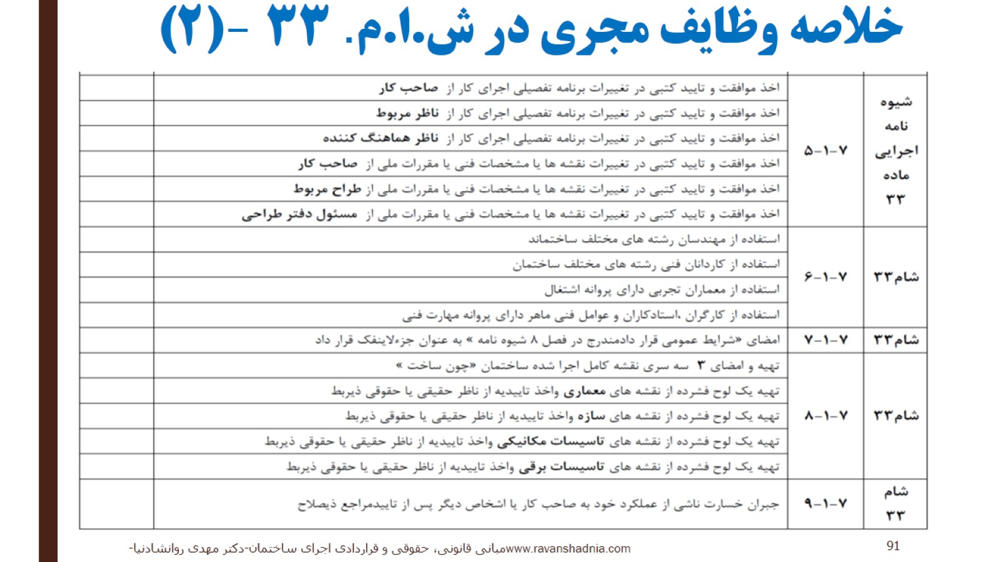 خلاصه وظایف مجری در ش.ا.م. ۳۳ -(۲)
شیوه نامه اجرایی ماده ۳۳
۷-۱-۵
اخذ موافقت و تایید کتبی در تغییرات برنامه تفصیلی اجرای کار از صاحب کار
اخذ موافقت و تایید کتبی در تغییرات برنامه تفصیلی اجرای کار از ناظر مربوط
اخذ موافقت و تایید کتبی در تغییرات برنامه تفصیلی اجرای کار از ناظر هماهنگ کننده
اخذ موافقت و تایید کتبی در تغییرات نقشه ها یا مشخصات فنی یا مقررات ملی از صاحب کار
اخذ موافقت و تایید کتبی در تغییرات نقشه ها یا مشخصات فنی یا مقررات ملی از طراح مربوط
اخذ موافقت و تایید کتبی در تغییرات نقشه ها یا مشخصات فنی یا مقررات ملی از مسئول دفتر طراحی
شام۳۳
۷-۱-۶
استفاده از مهندسان رشته های مختلف ساختماند
استفاده از کاردانان فنی رشته های مختلف ساختمان
استفاده از معماران تجربی دارای پروانه اشتغال
استفاده از کارگران ،استادکاران و عوامل فنی ماهر دارای پروانه مهارت فنی
شام۳۳
۷-۱-۷
امضای «شرایط عمومی قرار دادمندرج در فصل ۸ شیوه نامه » به عنوان جزءلاینفک قرار داد
شام۳۳
۷-۱-۸
تهیه و امضای ۳ سه سری نقشه کامل اجرا شده ساختمان «چون ساخت »
تهیه یک لوح فشرده از نقشه های معماری واخذ تاییدیه از ناظر حقیقی یا حقوقی ذیربط
تهیه یک لوح فشرده از نقشه های سازه واخذ تاییدیه از ناظر حقیقی یا حقوقی ذیربط
تهیه یک لوح فشرده از نقشه های تاسیسات مکانیکی واخذ تاییدیه از ناظر حقیقی یا حقوقی ذیربط
تهیه یک لوح فشرده از نقشه های تاسیسات برقی واخذ تاییدیه از ناظر حقیقی یا حقوقی ذیربط
شام ۳۳
۷-۱-۹
جبران خسارت ناشی از عملکرد خود به صاحب کار یا اشخاص دیگر پس از تاییدمراجع ذیصلاح
www.ravanshadnia.comمبانی قانونی، حقوقی و قراردادی اجرای ساختمان-دکتر مهدی روانشادنیا-
91